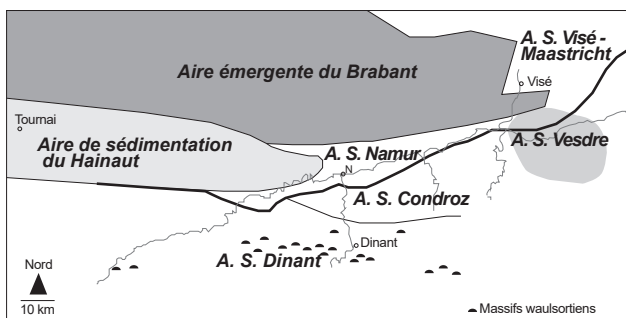 A. S. Visé -
Maastricht
Aire émergente du Brabant
Visé
Tournai
Aire de sédimentation
du Hainaut
A. S. Namur
A. S. Vesdre
N
A. S. Condroz
Dinant
A. S. Dinant
Nord
10 km
Massifs waulsortiens